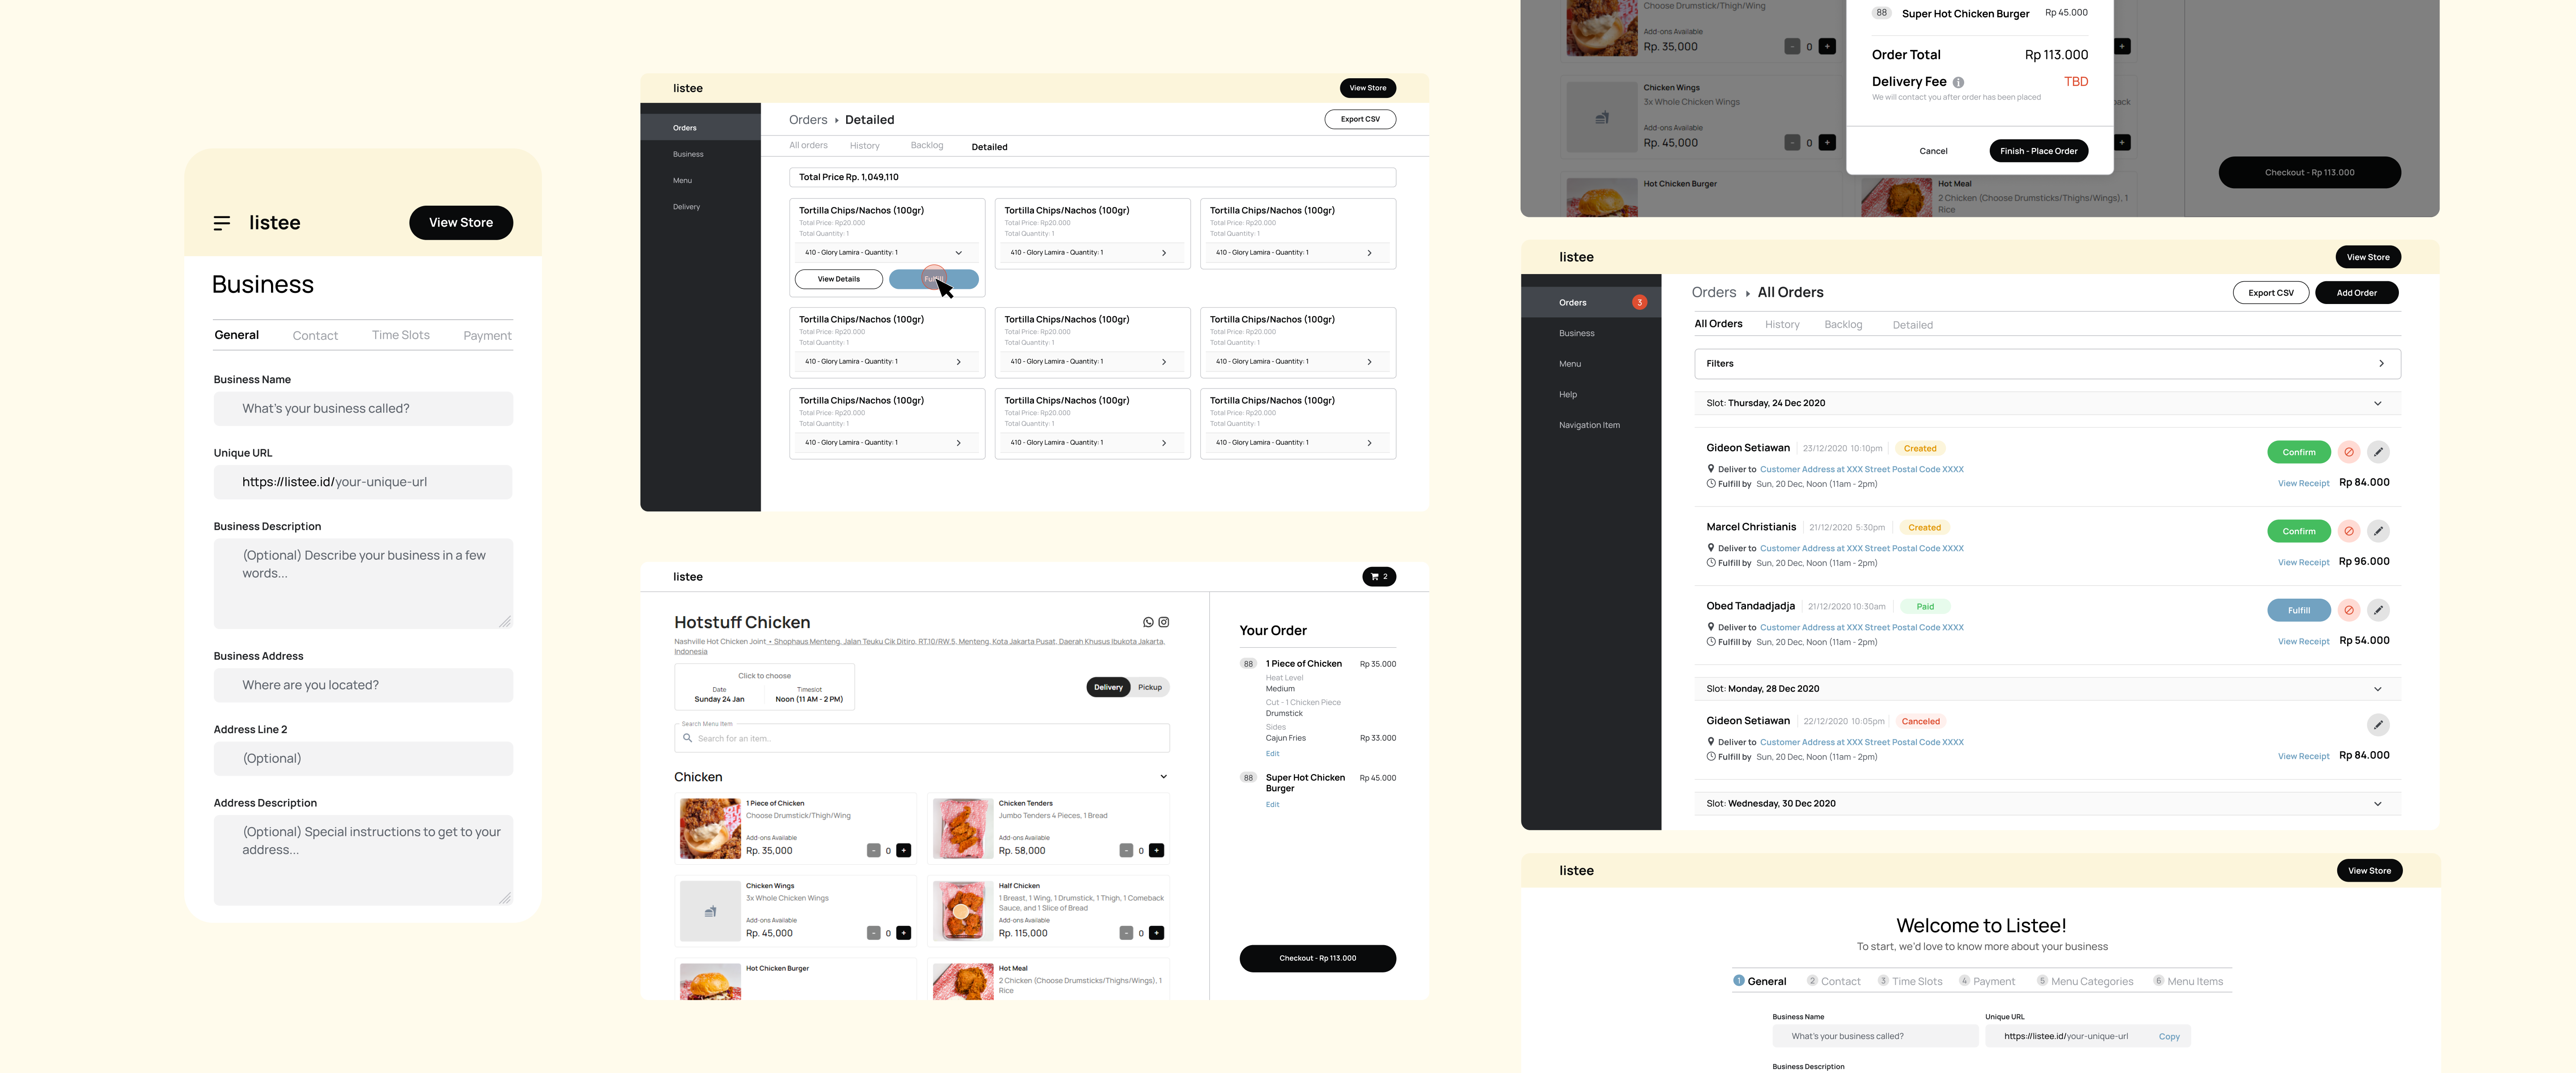 listee
View Store
Business
General
Contact
Time Slots
Payment
Business Name
What's your business called?
Unique URL
https://listee.id/your-unique-url
Business Description
(Optional) Describe your business in a few
words...
Business Address
Where are you located?
Address Line 2
(Optional)
Address Description
(Optional) Special instructions to get to your
address...
listee
View Store
Orders
Business
Menu
Delivery
Orders
Detailed
Export CSV
All orders
History
Backlog
Detailed
Total Price Rp. 1,049,110
Tortilla Chips/Nachos (100gr)
Total Price: Rp20.000
Total Quantity: 1
410 - Glory Lamira - Quantity: 1
View Details
Tortilla Chips/Nachos (100gr)
Total Price: Rp20.000
Total Quantity: 1
410 - Glory Lamira - Quantity: 1
Tortilla Chips/Nachos (100gr)
Total Price: Rp20.000
Total Quantity: 1
410 - Glory Lamira - Quantity: 1
Tortilla Chips/Nachos (100gr)
Total Price: Rp20.000
Total Quantity: 1
410 - Glory Lamira - Quantity: 1
Tortilla Chips/Nachos (100gr)
Total Price: Rp20.000
Total Quantity: 1
410 - Glory Lamira - Quantity: 1
Tortilla Chips/Nachos (100gr)
Total Price: Rp20.000
Total Quantity: 1
410 - Glory Lamira - Quantity: 1
Tortilla Chips/Nachos (100gr)
Total Price: Rp20.000
Total Quantity: 1
410 - Glory Lamira - Quantity: 1
Tortilla Chips/Nachos (100gr)
Total Price: Rp20.000
Total Quantity: 1
410 - Glory Lamira - Quantity: 1
Tortilla Chips/Nachos (100gr)
Total Price: Rp20.000
Total Quantity: 1
410 - Glory Lamira - Quantity: 1
listee
2
Hotstuff Chicken
Nashville Hot Chicken Joint • Shophaus Menteng, Jalan Teuku Cik Ditiro, RT.10/RW.5, Menteng, Kota Jakarta Pusat, Daerah Khusus Ibukota Jakarta,
Indonesia
Click to choose
Date
Sunday 24 Jan
Timeslot
Noon (11 AM - 2 PM)
Delivery
Pickup
Search Menu Item
Search for an item..
Chicken
1 Piece of Chicken
Choose Drumstick/Thigh/Wing
Add-ons Available
Rp. 35,000
- 0 +
Chicken Tenders
Jumbo Tenders 4 Pieces, 1 Bread
Add-ons Available
Rp. 58,000
- 0 +
Chicken Wings
3x Whole Chicken Wings
Add-ons Available
Rp. 45,000
- 0 +
Half Chicken
1 Breast, 1 Wing, 1 Drumstick, 1 Thigh, 1 Comeback
Sauce, and 1 Slice of Bread
Add-ons Available
Rp. 115,000
- 0 +
Hot Chicken Burger
Hot Meal
2 Chicken (Choose Drumsticks/Thighs/Wings), 1
Rice
Your Order
88 1 Piece of Chicken Rp 35.000
Heat Level
Medium
Cut - 1 Chicken Piece
Drumstick
Sides
Cajun Fries Rp 33.000
Edit
88 Super Hot Chicken Rp 45.000
Burger
Edit
Checkout - Rp 113.000
Choose Drumstick/Thigh/Wing
Add-ons Available
Rp. 35,000
- 0 +
Chicken Wings
3x Whole Chicken Wings
Add-ons Available
Rp. 45,000
- 0 +
Hot Chicken Burger
88 Super Hot Chicken Burger Rp 45.000
Order Total Rp 113.000
Delivery Fee TBD
We will contact you after order has been placed
Cancel
Finish - Place Order
+
back
+
Hot Meal
2 Chicken (Choose Drumsticks/Thighs/Wings), 1
Rice
Checkout - Rp 113.000
listee
View Store
Orders 3
Business
Menu
Help
Navigation Item
Orders
All Orders
Export CSV
Add Order
All Orders
History
Backlog
Detailed
Filters
Slot: Thursday, 24 Dec 2020
Gideon Setiawan 23/12/2020 10:10pm Created
Deliver to Customer Address at XXX Street Postal Code XXXX
Fulfill by Sun, 20 Dec, Noon (11am - 2pm)
Confirm
View Receipt Rp 84.000
Marcel Christianis 21/12/2020 5:30pm Created
Deliver to Customer Address at XXX Street Postal Code XXXX
Fulfill by Sun, 20 Dec, Noon (11am - 2pm)
Confirm
View Receipt Rp 96.000
Obed Tandadjadja 21/12/2020 10:30am Paid
Deliver to Customer Address at XXX Street Postal Code XXXX
Fulfill by Sun, 20 Dec, Noon (11am - 2pm)
Fulfill
View Receipt Rp 54.000
Slot: Monday, 28 Dec 2020
Gideon Setiawan 22/12/2020 10:05pm Canceled
Deliver to Customer Address at XXX Street Postal Code XXXX
Fulfill by Sun, 20 Dec, Noon (11am - 2pm)
View Receipt Rp 84.000
Slot: Wednesday, 30 Dec 2020
listee
View Store
Welcome to Listee!
To start, we'd love to know more about your business
1 General
2 Contact
3 Time Slots
4 Payment
5 Menu Categories
6 Menu Items
Business Name
What's your business called?
Unique URL
https://listee.id/your-unique-url
Copy
Business Description